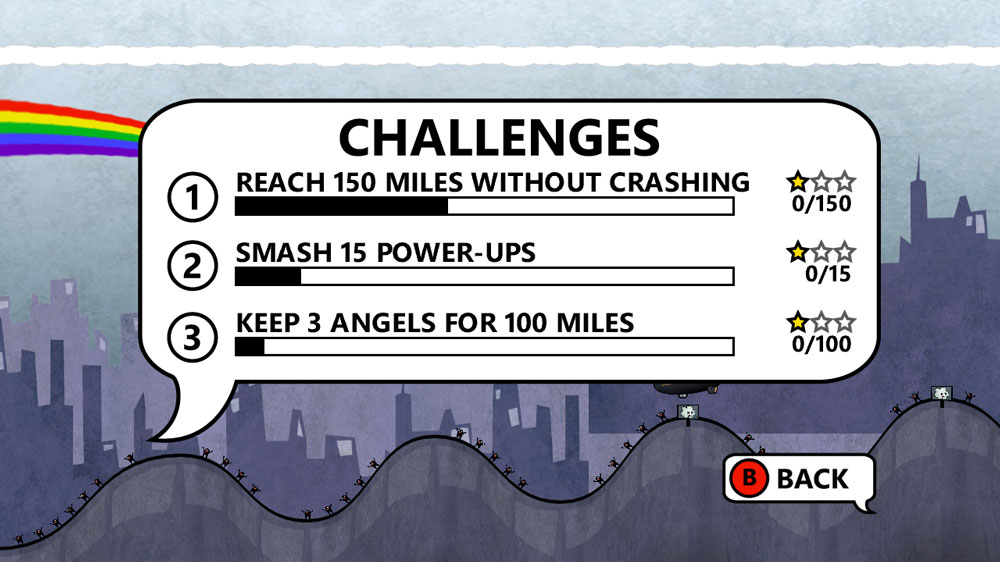 CHALLENGES
1 REACH 150 MILES WITHOUT CRASHING
0/150
2 SMASH 15 POWER-UPS
0/15
3 KEEP 3 ANGELS FOR 100 MILES
0/100
B BACK